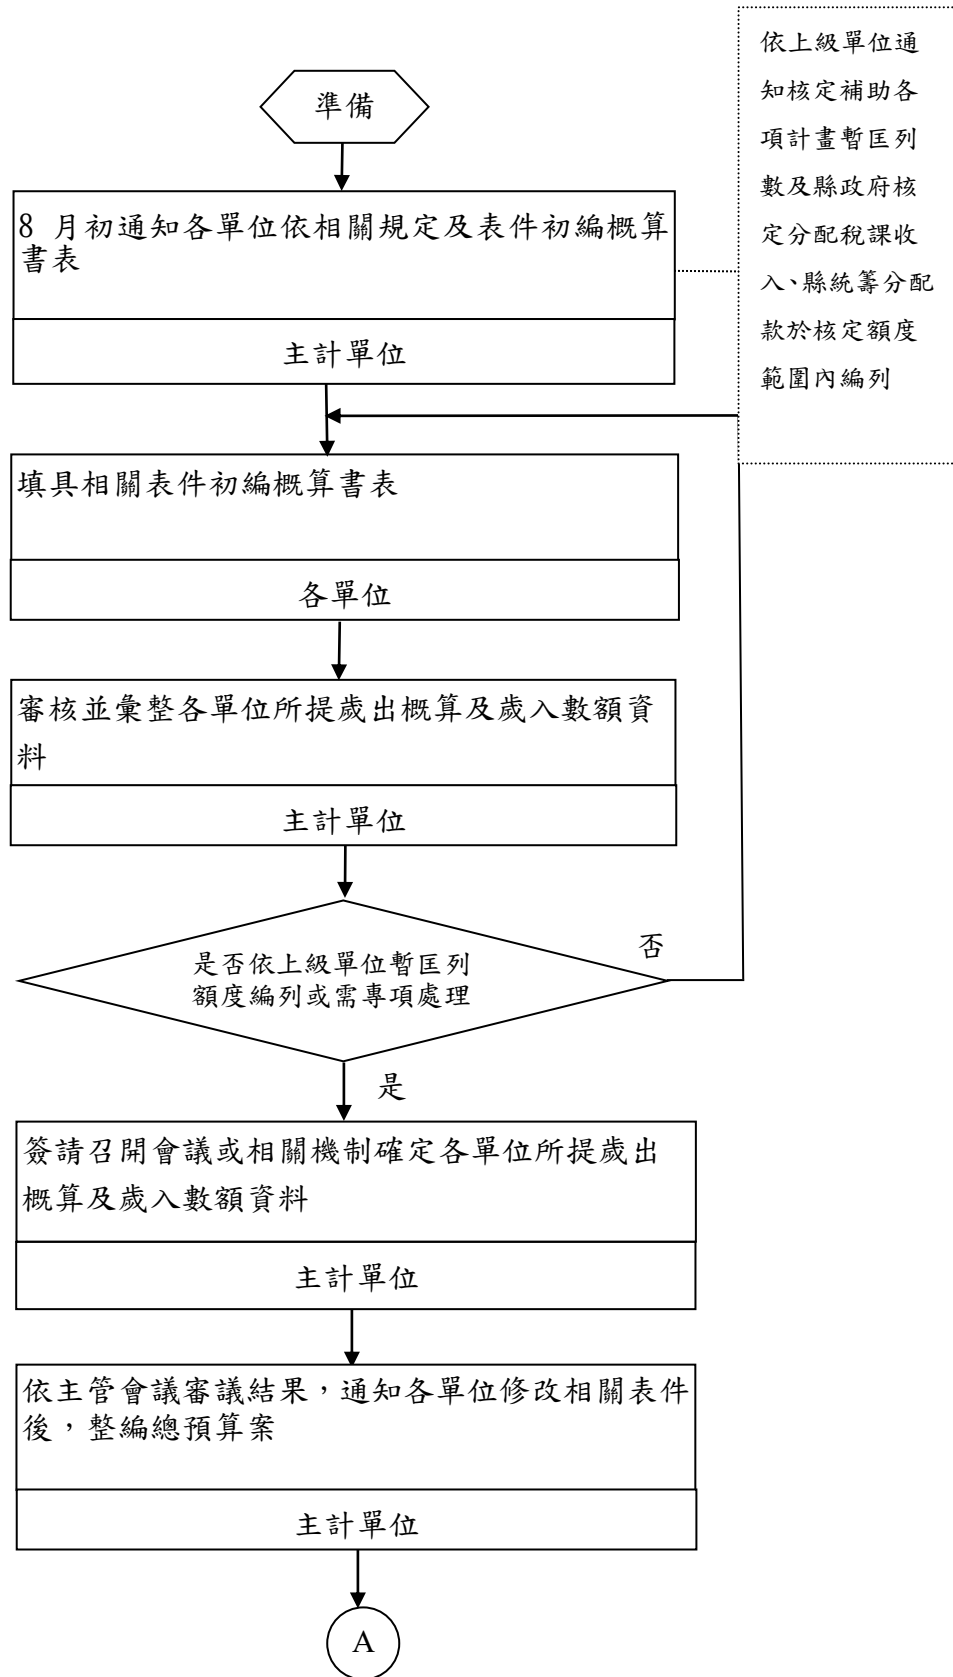 準備
8 月初通知各單位依相關規定及表件初編概算
書表
主計單位
依上級單位通
知核定補助各
項計畫暫匡列
數及縣政府核
定分配稅課收
入、縣統籌分配
款於核定額度
範圍內編列
填具相關表件初編概算書表
各單位
審核並彙整各單位所提歲出概算及歲入數額資
料
主計單位
是否依上級單位暫匡列
額度編列或需專項處理
否
是
簽請召開會議或相關機制確定各單位所提歲出
概算及歲入數額資料
主計單位
依主管會議審議結果，通知各單位修改相關表件
後，整編總預算案
主計單位
A